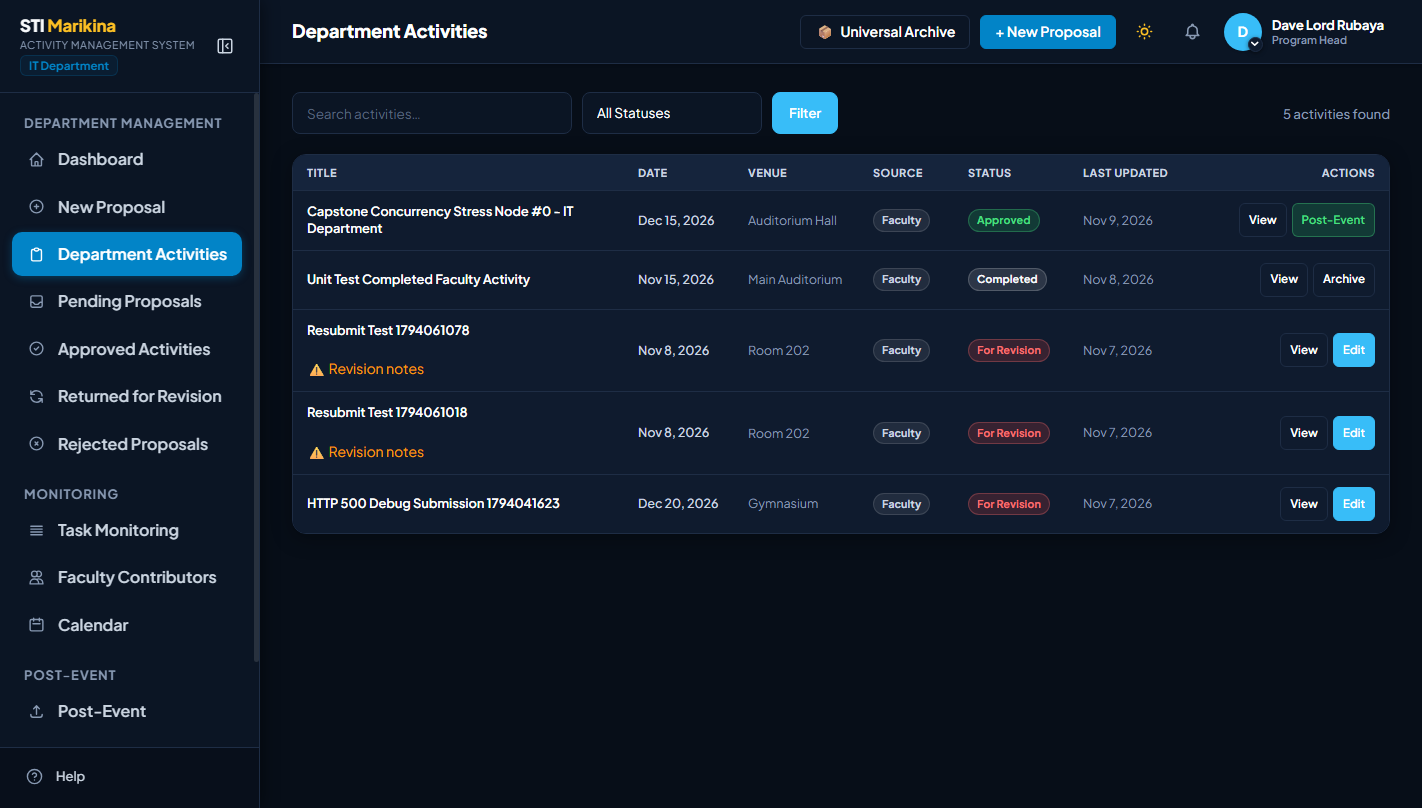 STI Marikina
ACTIVITY MANAGEMENT SYSTEM
IT Department
DEPARTMENT MANAGEMENT
Dashboard
New Proposal
Department Activities
Pending Proposals
Approved Activities
Returned for Revision
Rejected Proposals
MONITORING
Task Monitoring
Faculty Contributors
Calendar
POST-EVENT
Post-Event
Help
Department Activities
Universal Archive
+ New Proposal
D
Dave Lord Rubaya
Program Head
Search activities...
All Statuses
Filter
5 activities found
TITLE DATE VENUE SOURCE STATUS LAST UPDATED ACTIONS
Capstone Concurrency Stress Node #0 - IT
Department
Dec 15, 2026 Auditorium Hall Faculty Approved Nov 9, 2026 View Post-Event
Unit Test Completed Faculty Activity Nov 15, 2026 Main Auditorium Faculty Completed Nov 8, 2026 View Archive
Resubmit Test 1794061078
Nov 8, 2026 Room 202 Faculty For Revision Nov 7, 2026 View Edit
Revision notes
Resubmit Test 1794061018
Nov 8, 2026 Room 202 Faculty For Revision Nov 7, 2026 View Edit
Revision notes
HTTP 500 Debug Submission 1794041623 Dec 20, 2026 Gymnasium Faculty For Revision Nov 7, 2026 View Edit